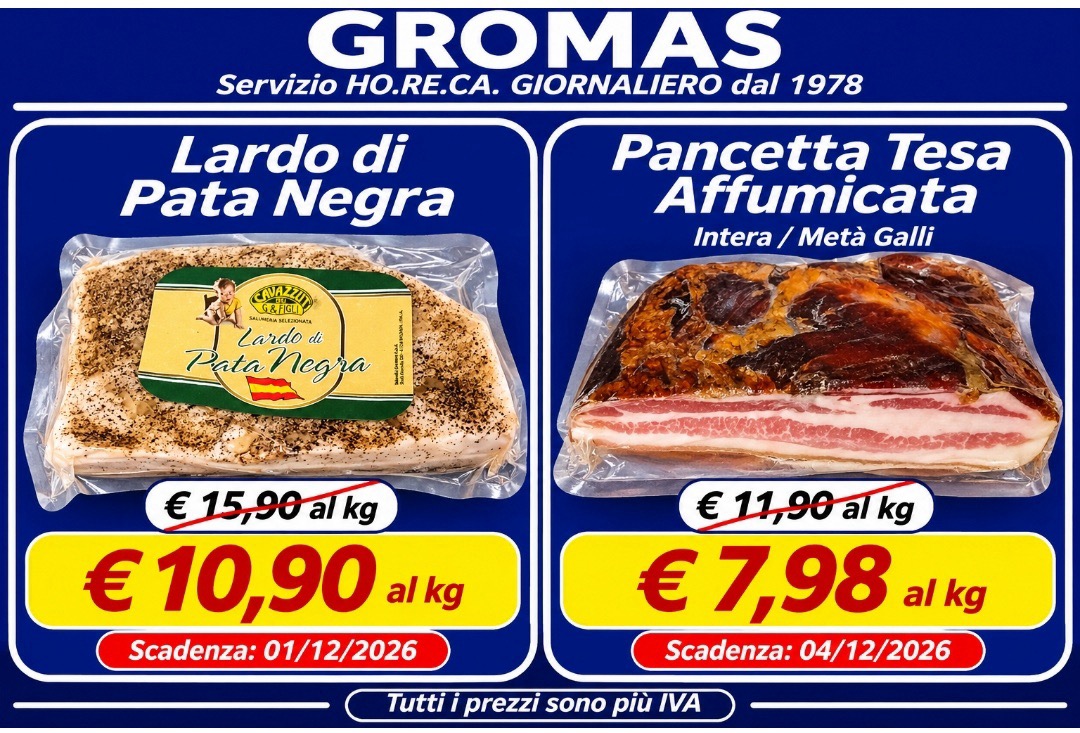 GROMAS
Servizio HO.RE.CA. GIORNALIERO dal 1978
Lardo di
Pata Negra
CAVAZZUTI
G & FIGLI
SALUMERIA SELEZIONATA
Lardo di
Pata Negra
€ 15,90 al kg
€ 10,90 al kg
Scadenza: 01/12/2026
Pancetta Tesa
Affumicata
Intera / Metà Galli
€ 11,90 al kg
€ 7,98 al kg
Scadenza: 04/12/2026
Tutti i prezzi sono più IVA